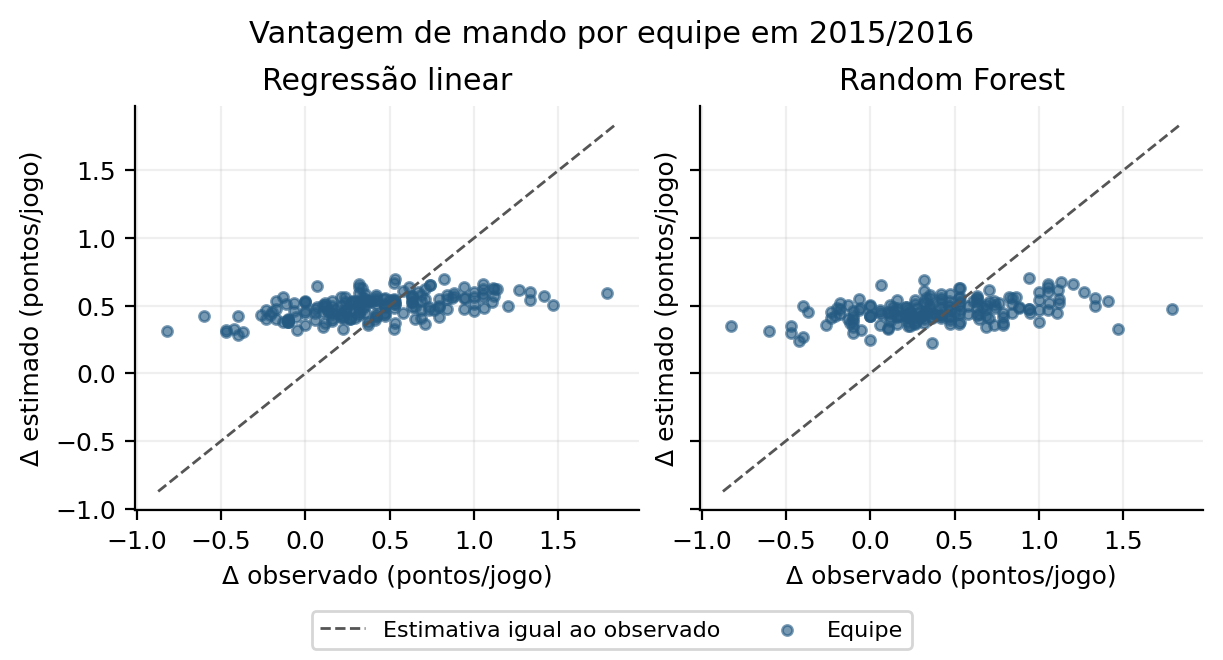 Vantagem de mando por equipe em 2015/2016
Regressão linear
Δ estimado (pontos/jogo)
1.5
1.0
0.5
0.0
−0.5
−1.0
−1.0 −0.5 0.0 0.5 1.0 1.5
Δ observado (pontos/jogo)
Random Forest
Δ estimado (pontos/jogo)
−1.0 −0.5 0.0 0.5 1.0 1.5
Δ observado (pontos/jogo)
Estimativa igual ao observado
Equipe